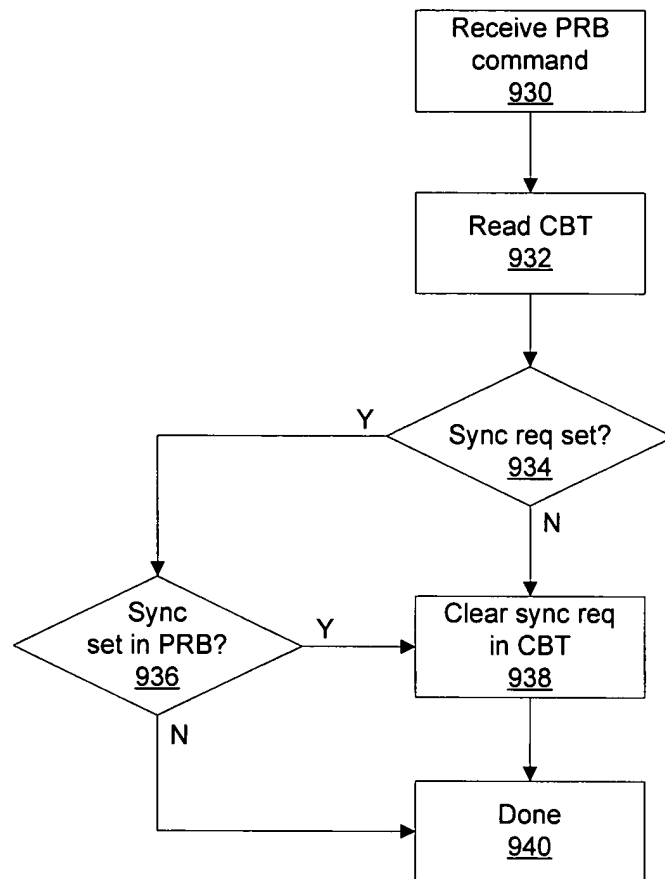 Receive PRB
command
930
Read CBT
932
Y
Sync req set?
934
N
Sync
set in PRB?
936
Y
Clear sync req
in CBT
938
N
Done
940